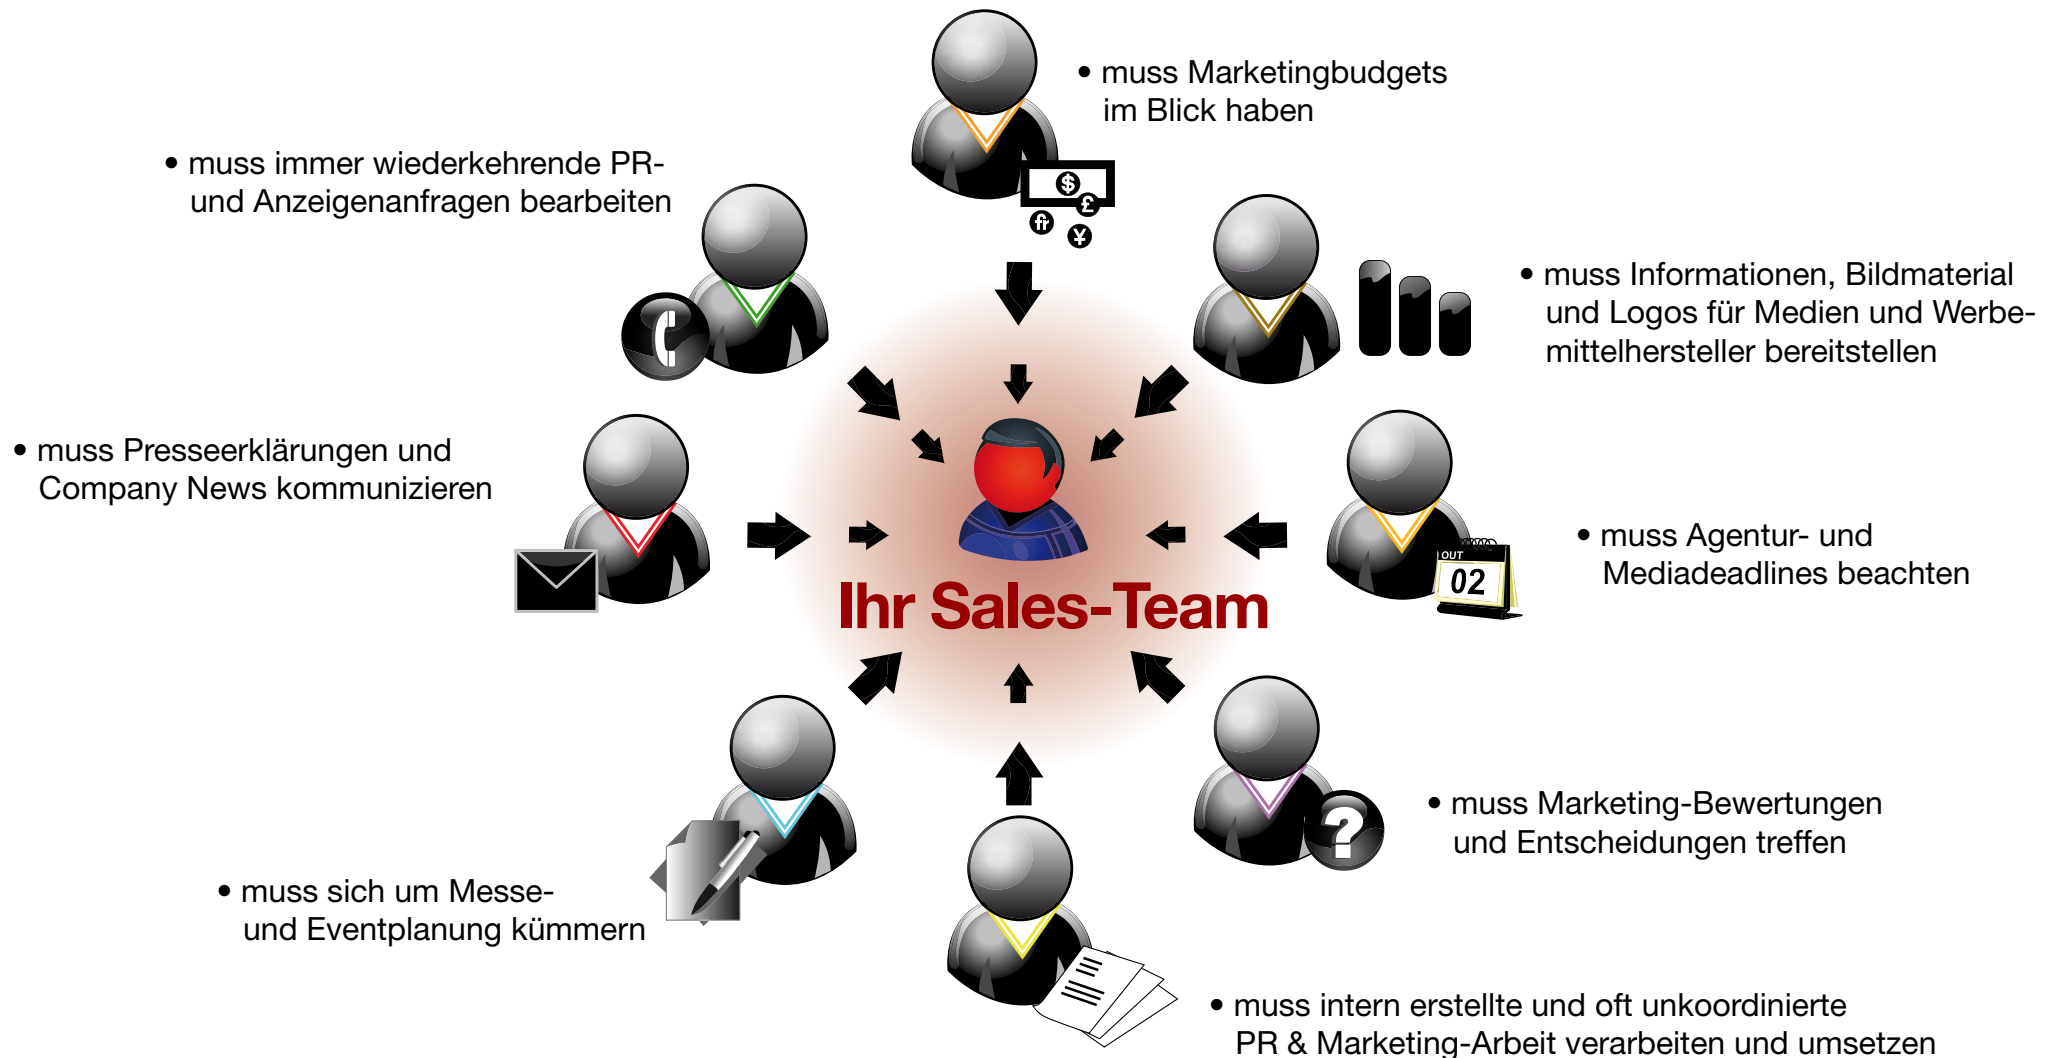 • muss Marketingbudgets
im Blick haben
• muss immer wiederkehrende PR-
und Anzeigenanfragen bearbeiten
$
£
fr
¥
• muss Informationen, Bildmaterial
und Logos für Medien und Werbe-
mittelhersteller bereitstellen
• muss Presseerklärungen und
Company News kommunizieren
• muss Agentur- und
Mediadeadlines beachten
OUT
02
Ihr Sales-Team
• muss Marketing-Bewertungen
und Entscheidungen treffen
?
• muss sich um Messe-
und Eventplanung kümmern
• muss intern erstellte und oft unkoordinierte
PR & Marketing-Arbeit verarbeiten und umsetzen